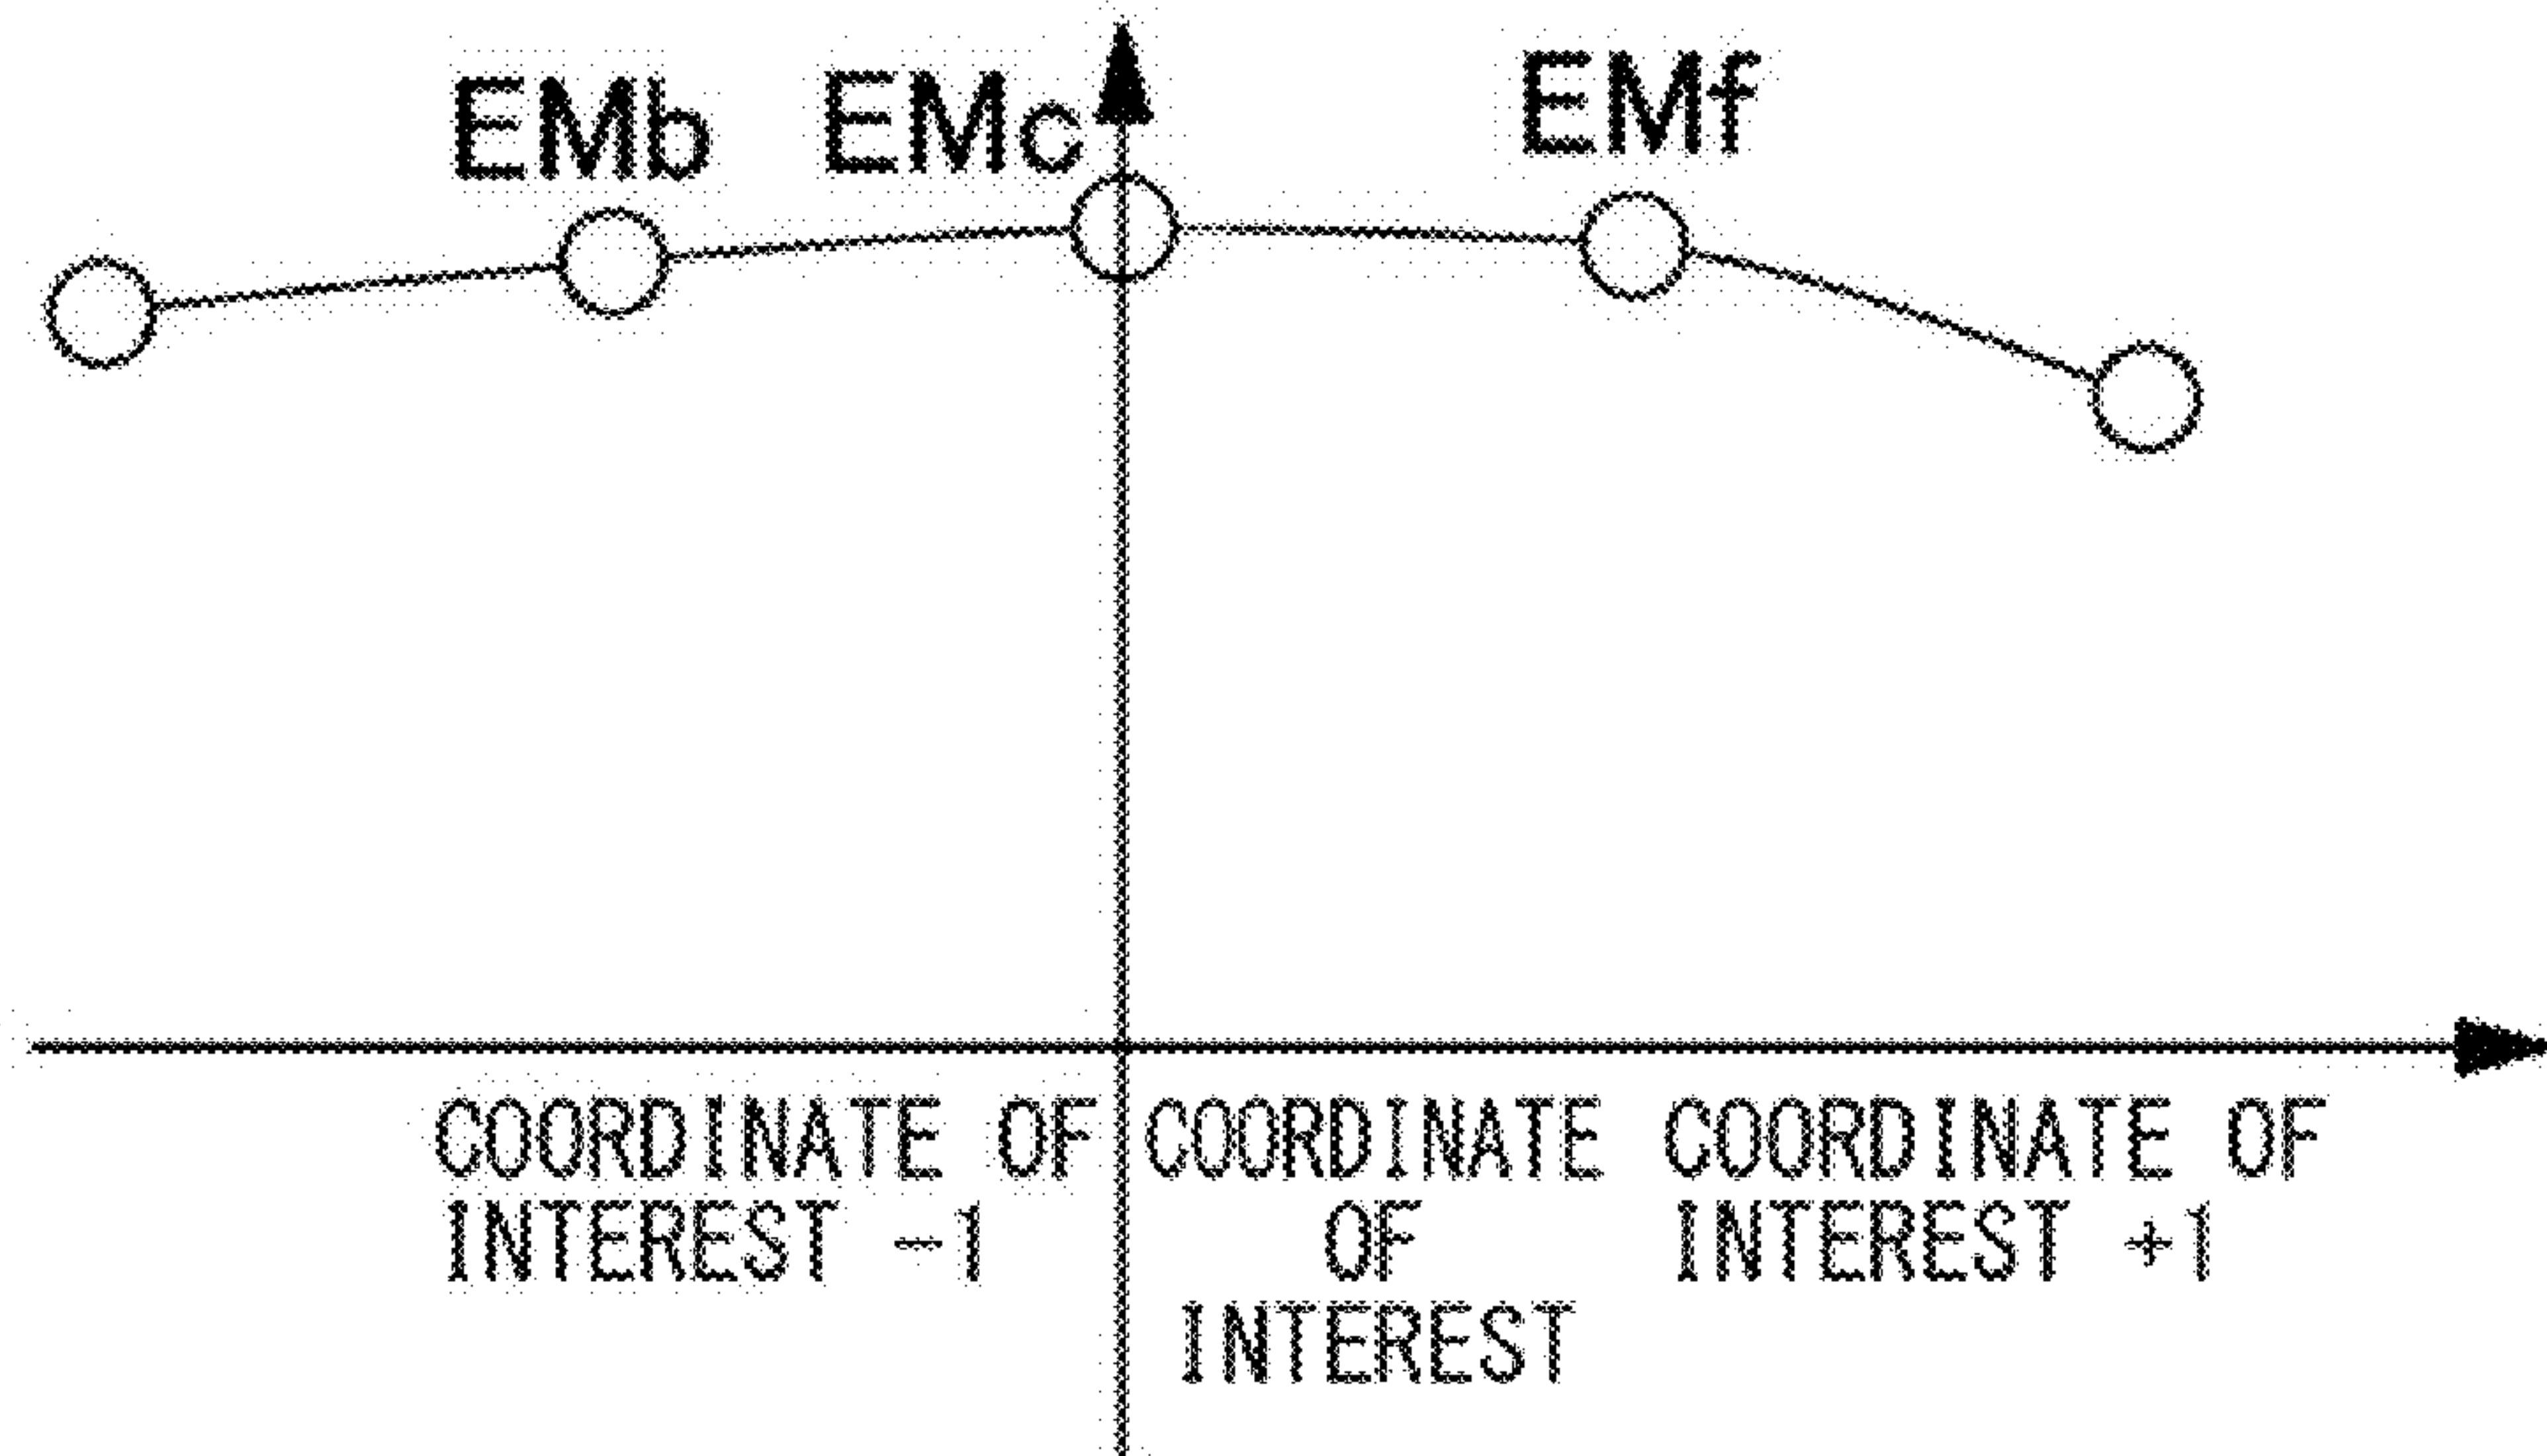 EMb EMc EMf
COORDINATE OF
INTEREST -1
COORDINATE
OF
INTEREST
COORDINATE OF
INTEREST +1